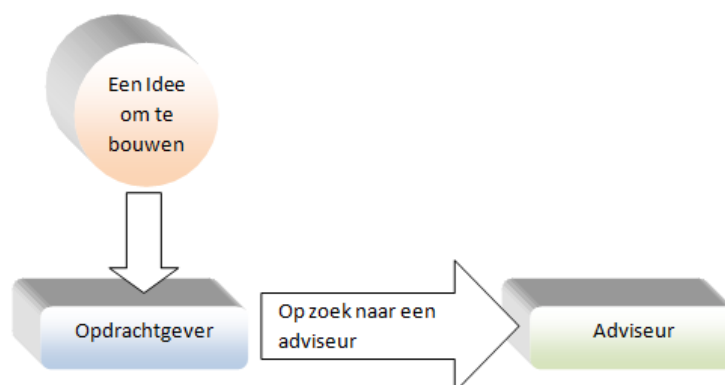 Een Idee
om te
bouwen
Opdrachtgever
Op zoek naar een
adviseur
Adviseur